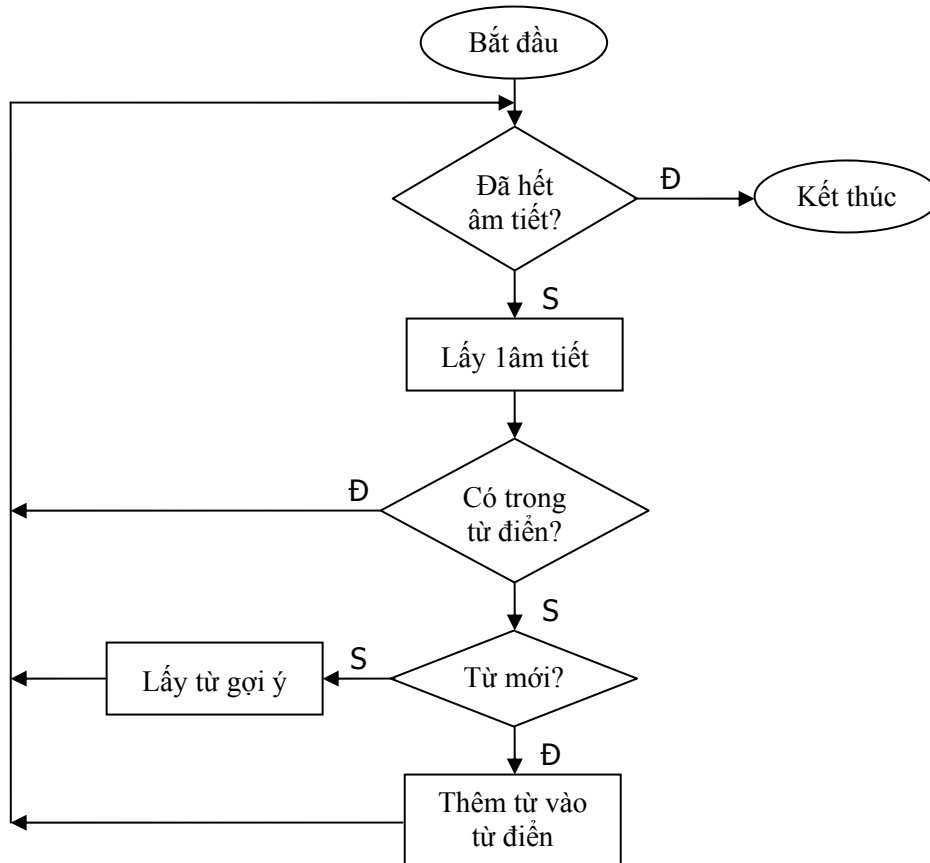 Bắt đầu
Đã hết
âm tiết?
Đ
Kết thúc
S
Lấy 1âm tiết
Đ
Có trong
từ điển?
S
Lấy từ gợi ý
S
Từ mới?
Đ
Thêm từ vào
từ điển